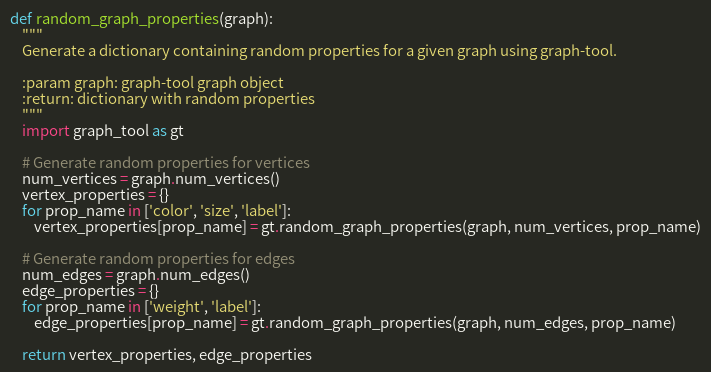 def random_graph_properties(graph):
"""
Generate a dictionary containing random properties for a given graph using graph-tool.
:param graph: graph-tool graph object
:return: dictionary with random properties
"""
import graph_tool as gt
# Generate random properties for vertices
num_vertices = graph.num_vertices()
vertex_properties = {}
for prop_name in ['color', 'size', 'label']:
vertex_properties[prop_name] = gt.random_graph_properties(graph, num_vertices, prop_name)
# Generate random properties for edges
num_edges = graph.num_edges()
edge_properties = {}
for prop_name in ['weight', 'label']:
edge_properties[prop_name] = gt.random_graph_properties(graph, num_edges, prop_name)
return vertex_properties, edge_properties